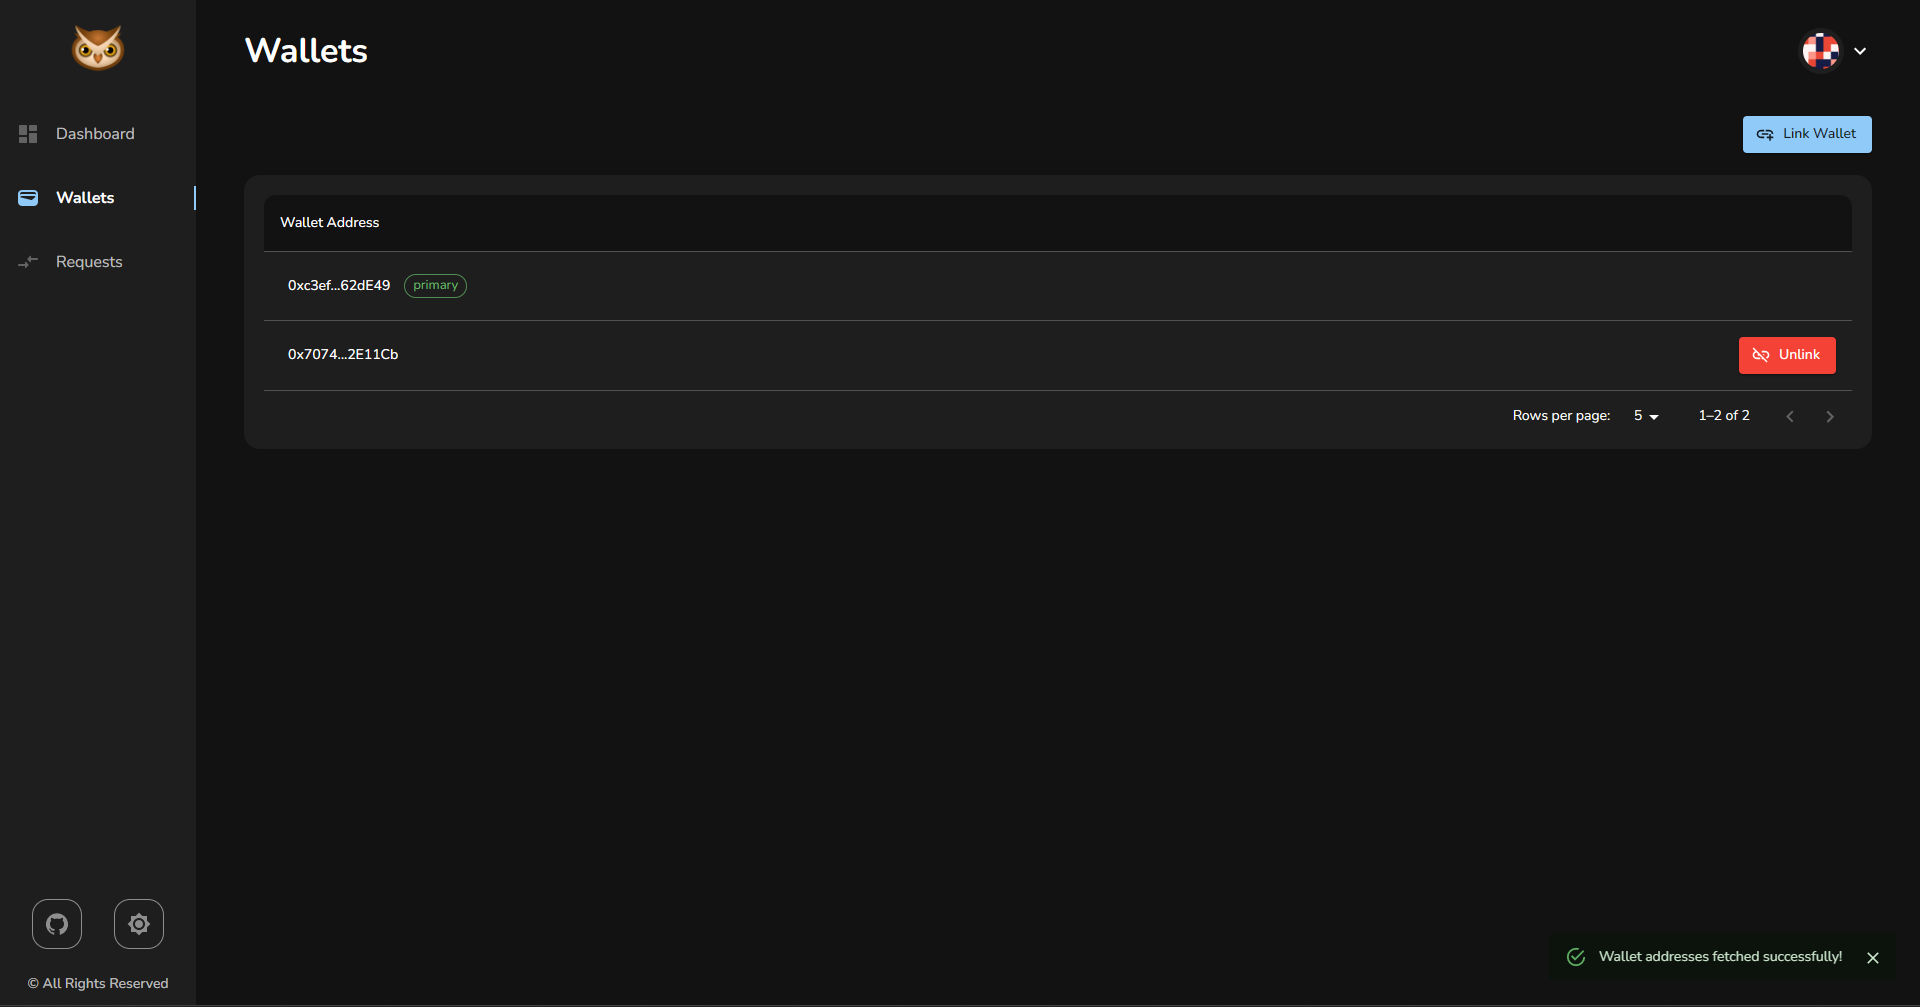 Wallets
Dashboard
Link Wallet
Wallets
Wallet Address
Requests
0xc3ef...62dE49 primary
0x7074...2E11Cb Unlink
Rows per page: 5 1–2 of 2
Wallet addresses fetched successfully!
© All Rights Reserved